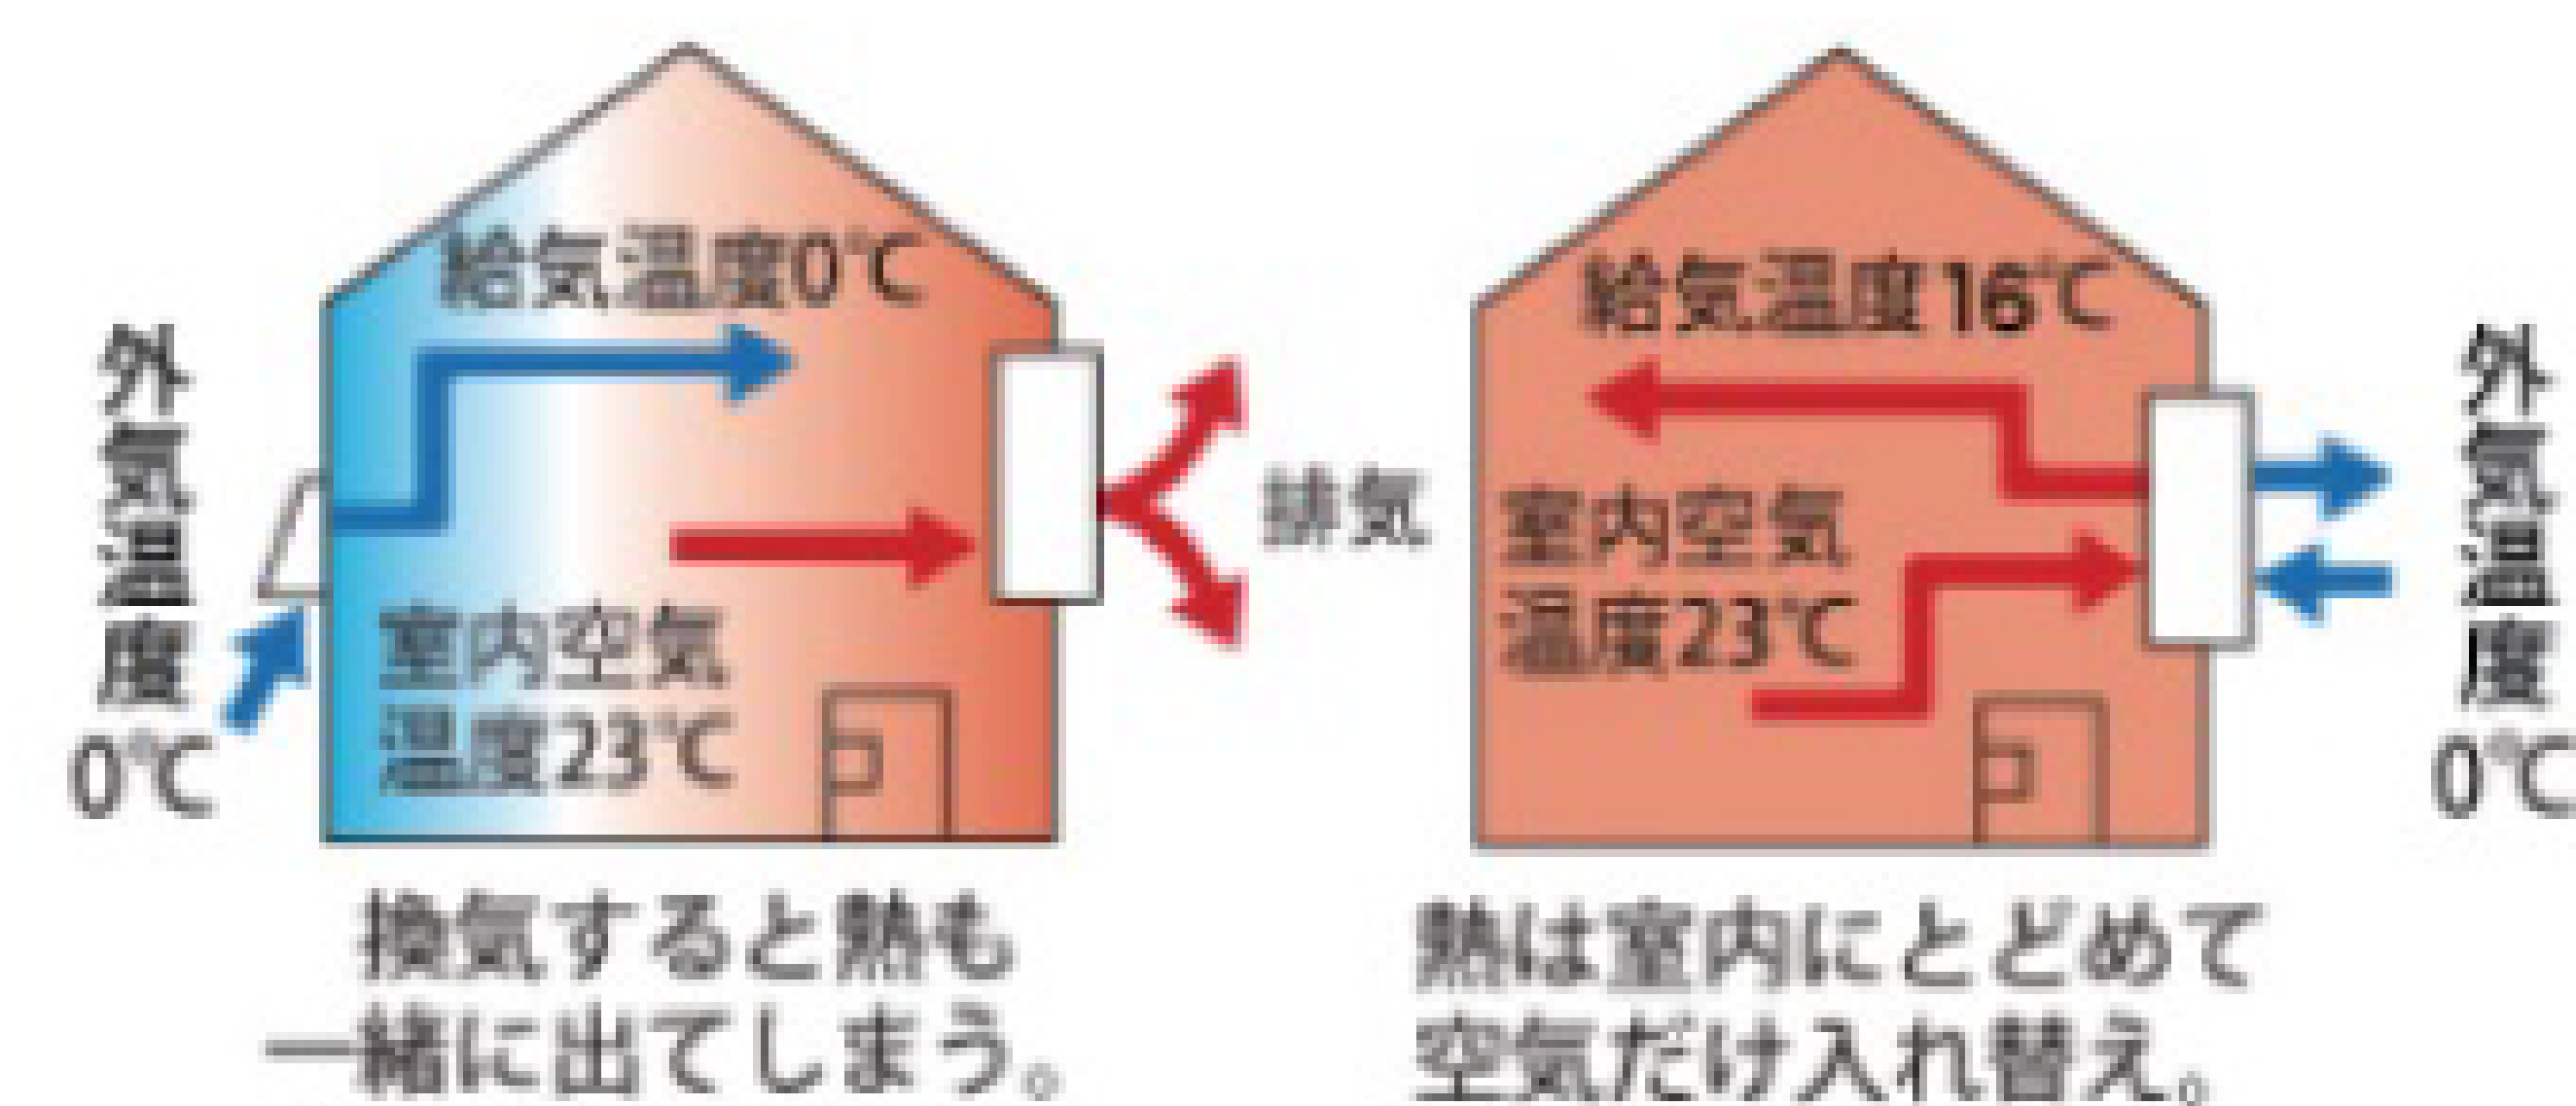 外気温度
0℃
給気温度0℃
室内空気
温度23℃
排気
換気すると熱も
一緒に出てしまう。
給気温度16℃
室内空気
温度23℃
外気温度
0℃
熱は室内にとどめて
空気だけ入れ替え。